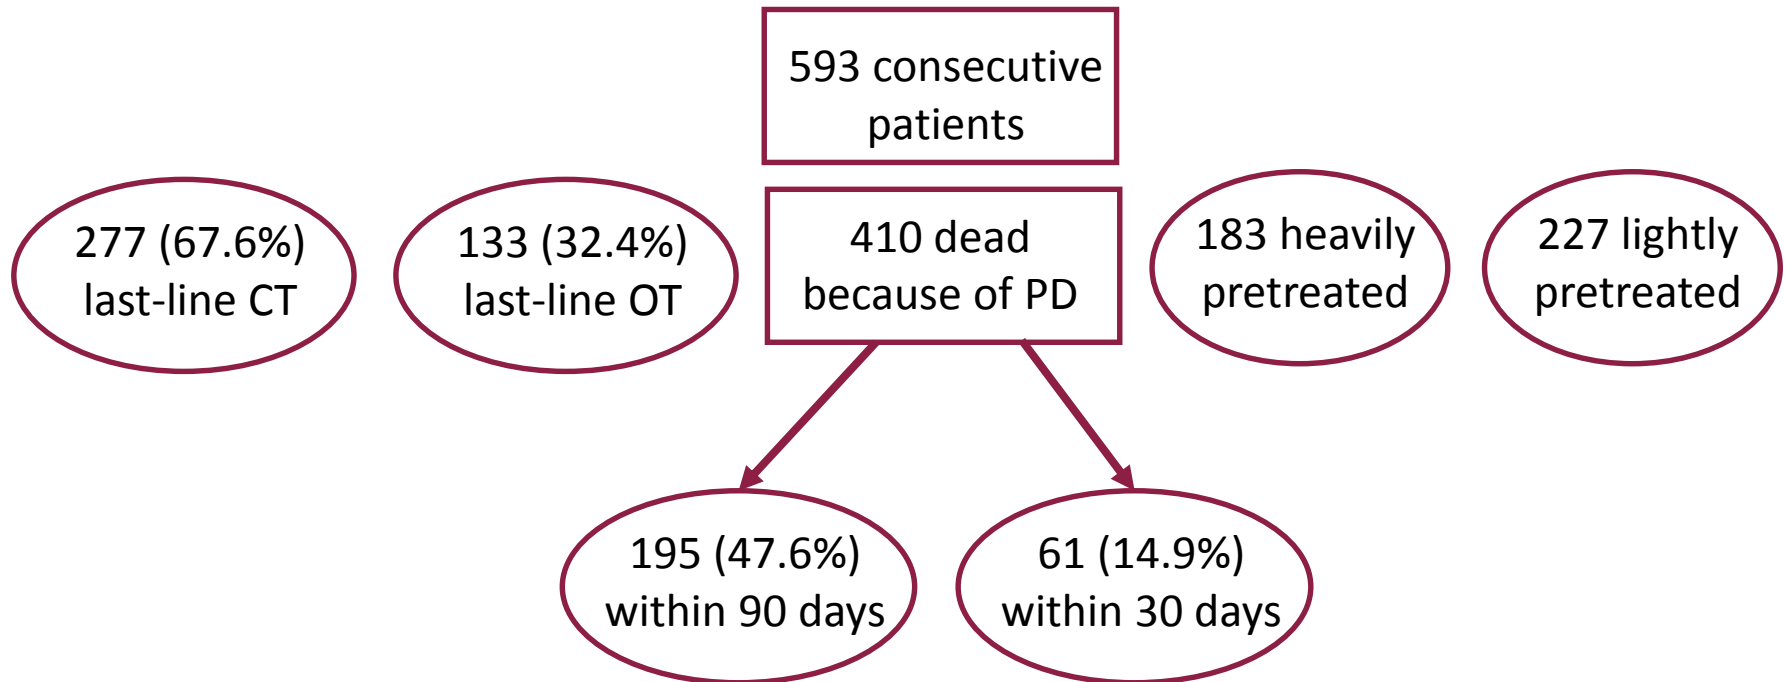 593 consecutive
patients
277 (67.6%)
last-line CT
133 (32.4%)
last-line OT
410 dead
because of PD
183 heavily
pretreated
227 lightly
pretreated
195 (47.6%)
within 90 days
61 (14.9%)
within 30 days